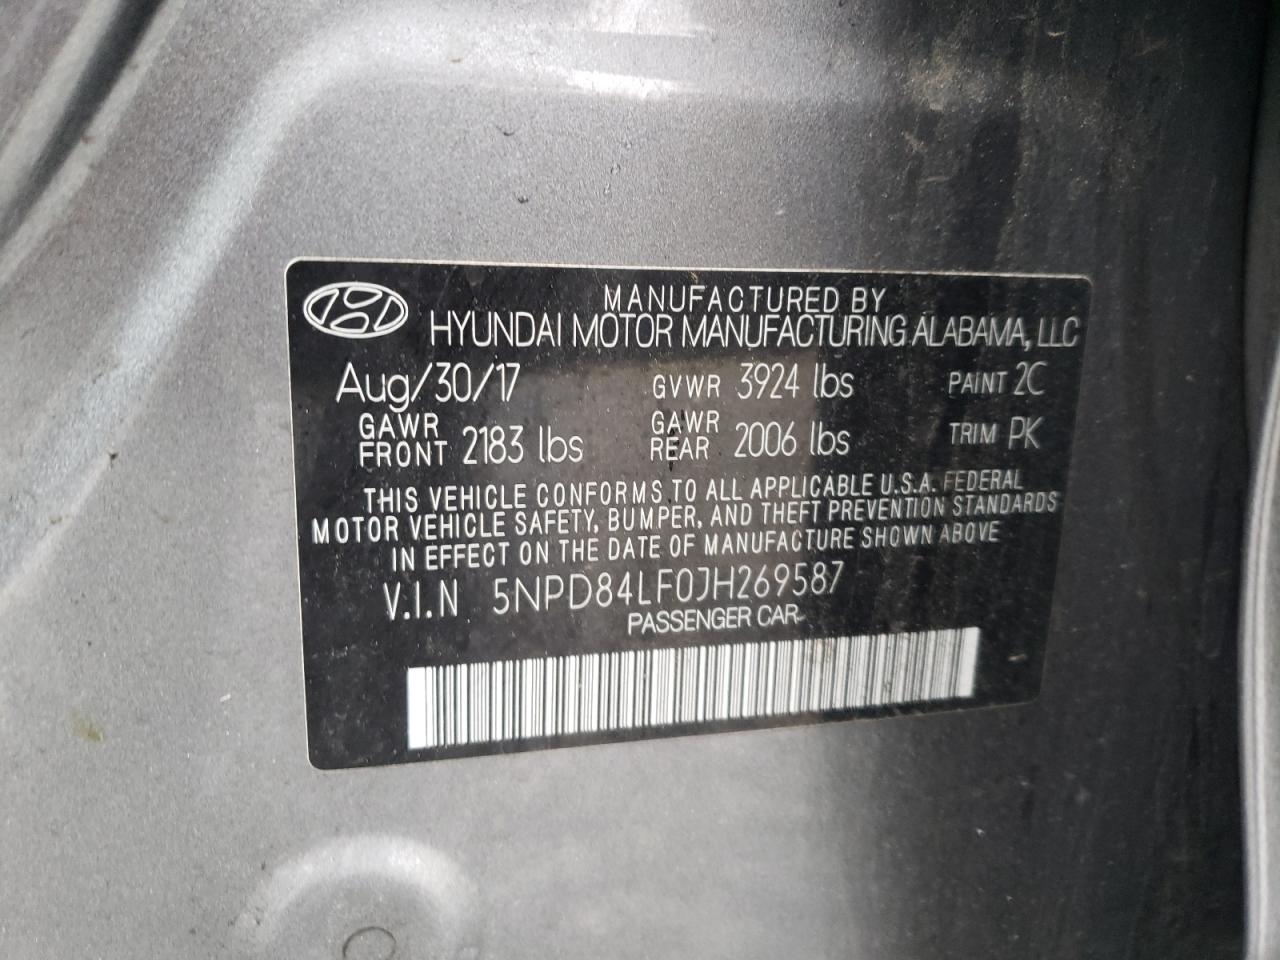 MANUFACTURED BY
HYUNDAI MOTOR MANUFACTURING ALABAMA, LLC
Aug/30/17 GVWR 3924 lbs PAINT 2C
GAWR FRONT 2183 lbs GAWR REAR 2006 lbs TRIM PK
THIS VEHICLE CONFORMS TO ALL APPLICABLE U.S.A. FEDERAL
MOTOR VEHICLE SAFETY, BUMPER, AND THEFT PREVENTION STANDARDS
IN EFFECT ON THE DATE OF MANUFACTURE SHOWN ABOVE
V.I.N 5NPD84LF0JH269587
PASSENGER CAR